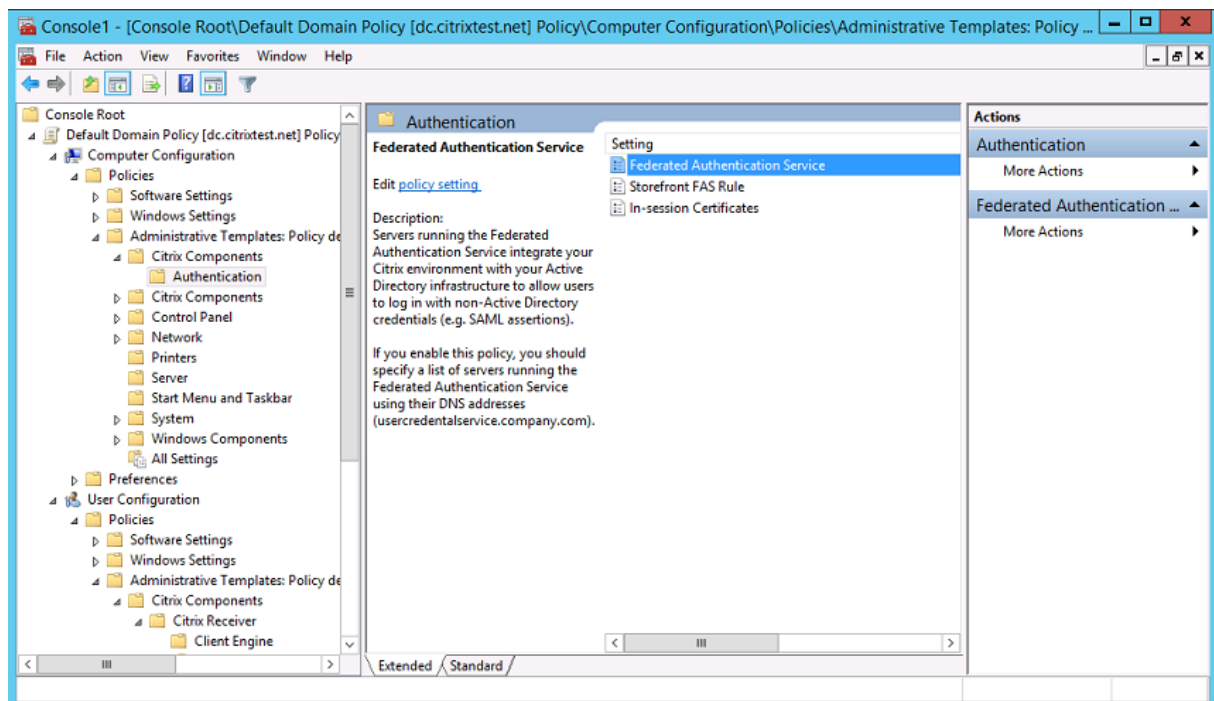 Console1 - [Console Root\Default Domain Policy [dc.citrixtest.net] Policy\Computer Configuration\Policies\Administrative Templates: Policy ...
File Action View Favorites Window Help
Console Root
Default Domain Policy [dc.citrixtest.net] Policy
Computer Configuration
Policies
Software Settings
Windows Settings
Administrative Templates: Policy de
Citrix Components
Authentication
Citrix Components
Control Panel
Network
Printers
Server
Start Menu and Taskbar
System
Windows Components
All Settings
Preferences
User Configuration
Policies
Software Settings
Windows Settings
Administrative Templates: Policy de
Citrix Components
Citrix Receiver
Client Engine
Authentication
Federated Authentication Service
Edit policy setting
Description:
Servers running the Federated
Authentication Service integrate your
Citrix environment with your Active
Directory infrastructure to allow users
to log in with non-Active Directory
credentials (e.g. SAML assertions).
If you enable this policy, you should
specify a list of servers running the
Federated Authentication Service
using their DNS addresses
(usercredentalservice.company.com).
Setting
Federated Authentication Service
Storefront FAS Rule
In-session Certificates
Extended
Standard
Actions
Authentication
More Actions
Federated Authentication ...
More Actions